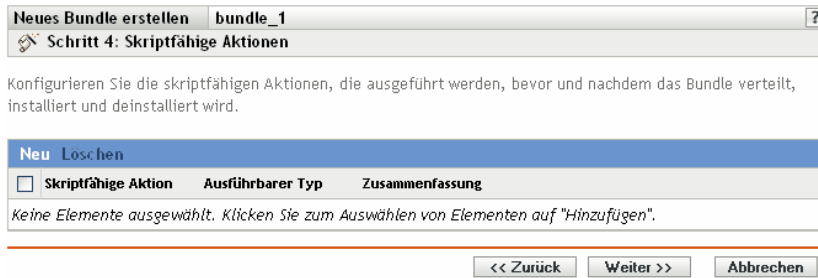 Neues Bundle erstellen bundle_1 ?
Schritt 4: Skriptfähige Aktionen
Konfigurieren Sie die skriptfähigen Aktionen, die ausgeführt werden, bevor und nachdem das Bundle verteilt,
installiert und deinstalliert wird.
Neu Löschen
Skriptfähige Aktion Ausführbarer Typ Zusammenfassung
Keine Elemente ausgewählt. Klicken Sie zum Auswählen von Elementen auf "Hinzufügen".
<< Zurück Weiter >> Abbrechen